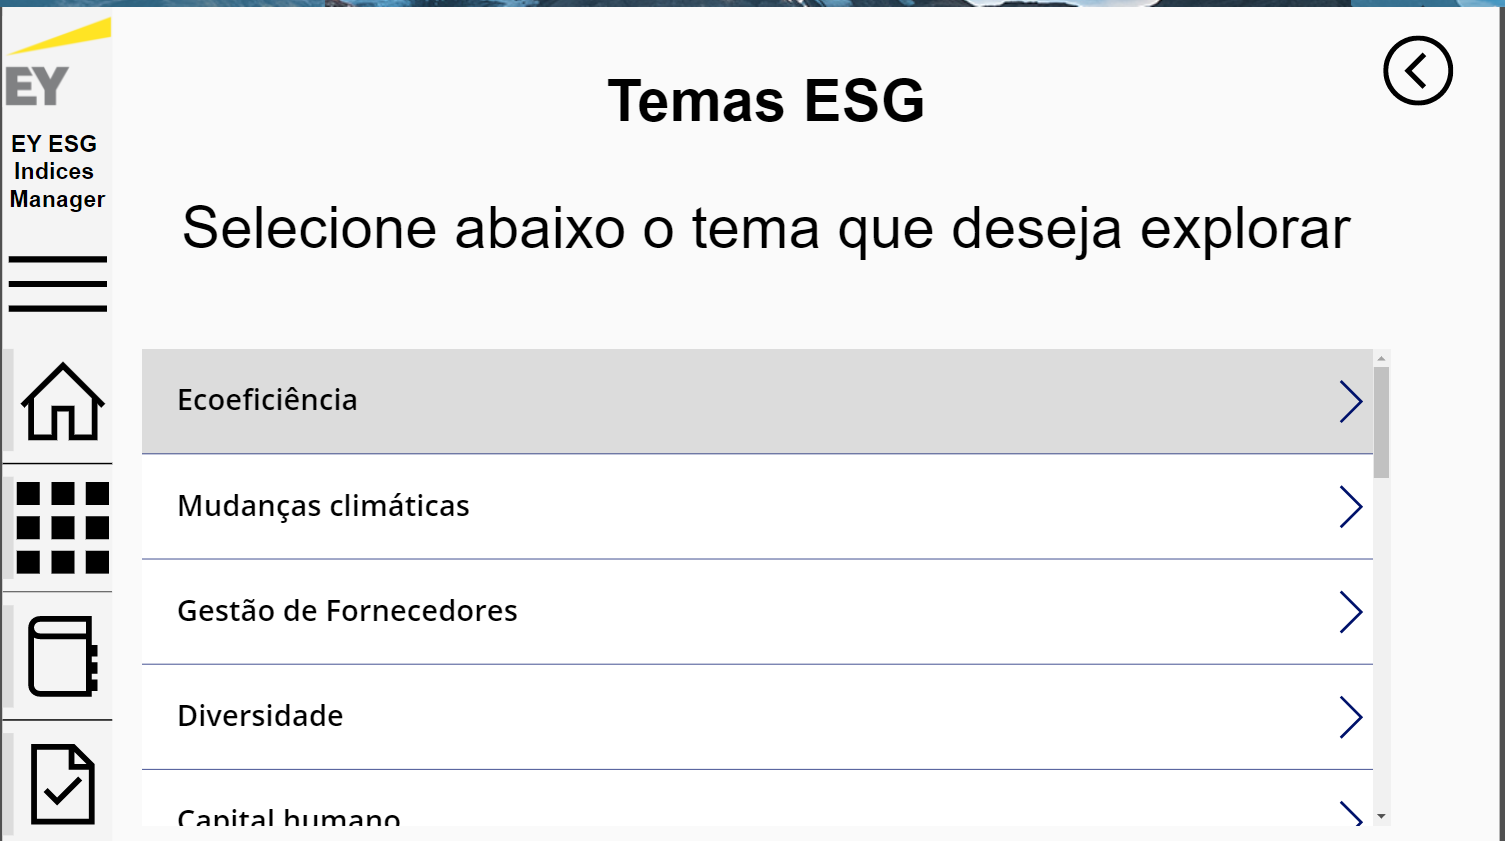 EY
EY ESG
Indices
Manager
Temas ESG
Selecione abaixo o tema que deseja explorar
Ecoeficiência
Mudanças climáticas
Gestão de Fornecedores
Diversidade
Capital humano